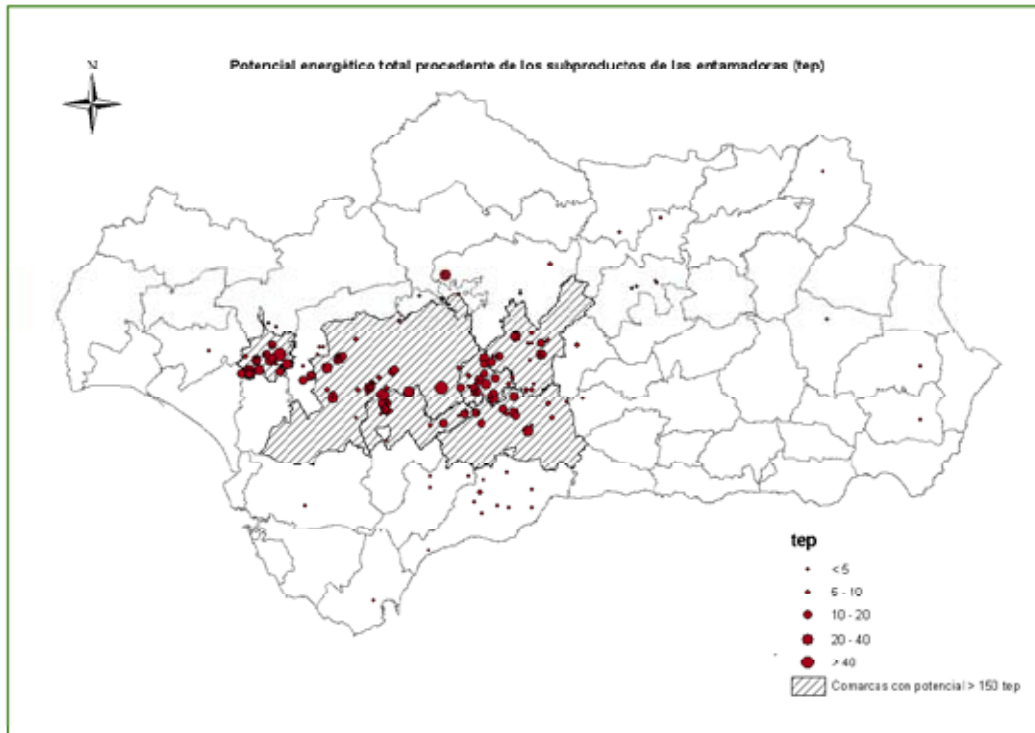 N
Potencial energético total procedente de los subproductos de las entamadoras (tep)
tep
< 5
5 - 10
10 - 20
20 - 40
> 40
Comarcas con potencial > 150 tep